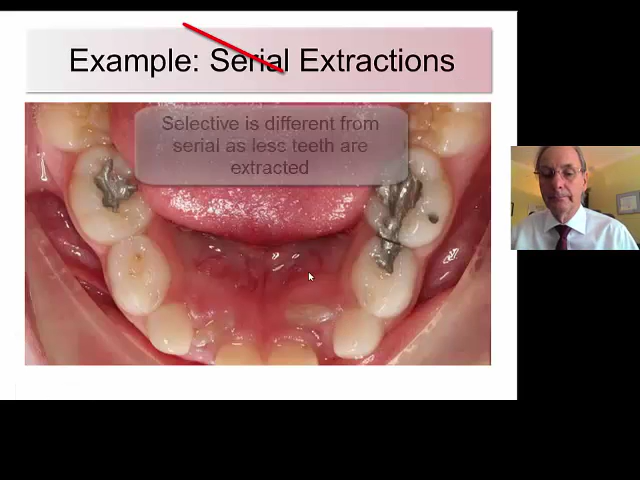 Example: Serial Extractions
Selective is different from
serial as less teeth are
extracted